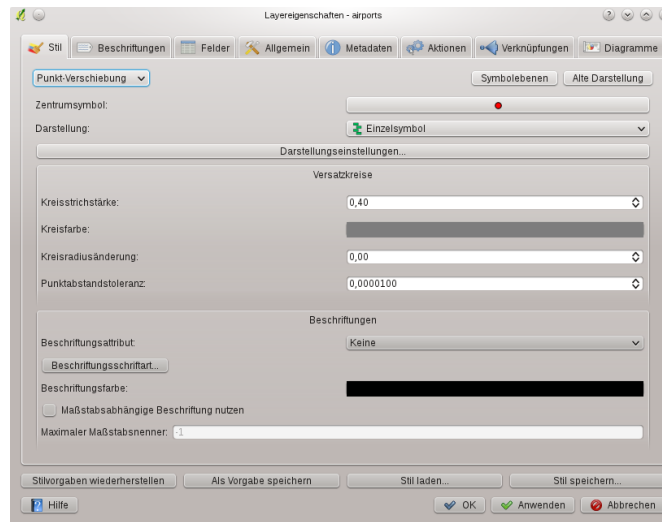 Layereigenschaften - airports
Stil Beschriftungen Felder Allgemein Metadaten Aktionen Verknüpfungen Diagramme
Punkt-Verschiebung Symbolebenen Alte Darstellung
Zentrumsymbol:
Darstellung: Einzelsymbol
Darstellungseinstellungen...
Versatzkreise
Kreisstrichstärke: 0,40
Kreisfarbe:
Kreisradiusänderung: 0,00
Punktabstandstoleranz: 0,0000100
Beschriftungen
Beschriftungsattribut: Keine
Beschriftungsschriftart...
Beschriftungsfarbe:
Maßstabsabhängige Beschriftung nutzen
Maximaler Maßstabsnenner: -1
Stilvorgaben wiederherstellen Als Vorgabe speichern Stil laden... Stil speichern...
Hilfe OK Anwenden Abbrechen